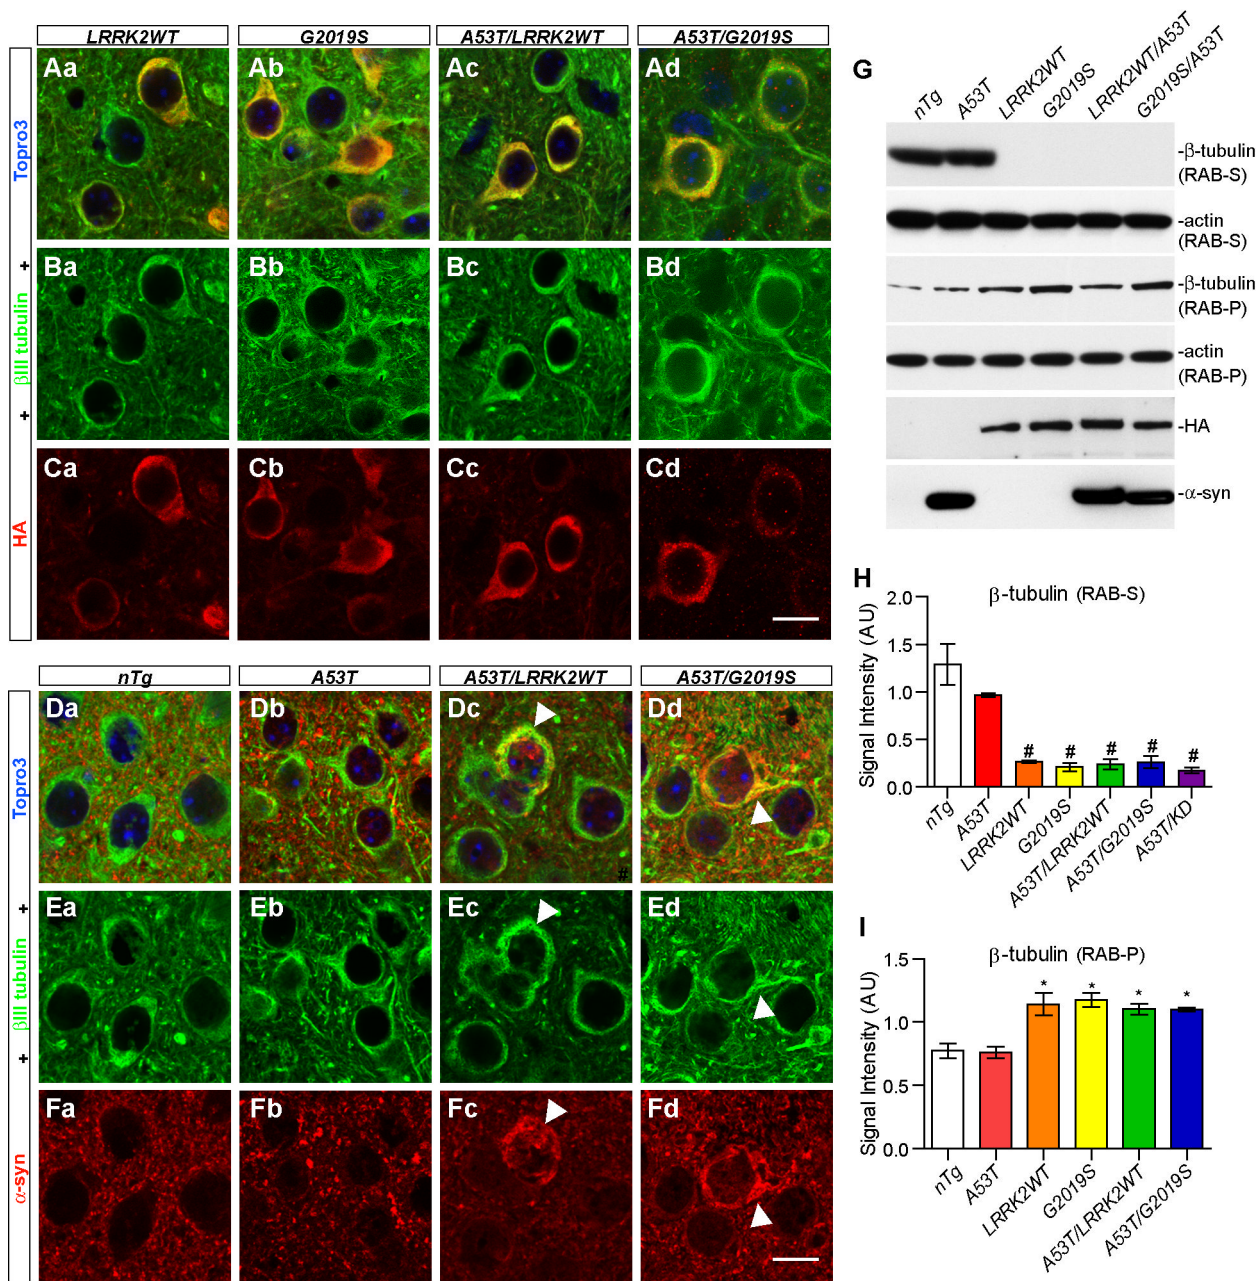 LRRK2WT
G2019S
A53T/LRRK2WT
A53T/G2019S
Topro3
+
βIII tubulin
+
HA
Aa
Ab
Ac
Ad
Ba
Bb
Bc
Bd
Ca
Cb
Cc
Cd
nTg
A53T
A53T/LRRK2WT
A53T/G2019S
Topro3
+
βIII tubulin
+
α-syn
Da
Db
Dc
Dd
#
Ea
Eb
Ec
Ed
Fa
Fb
Fc
Fd
G
nTg
A53T
LRRK2WT
G2019S
LRRK2WT/A53T
G2019S/A53T
-β-tubulin
(RAB-S)
-actin
(RAB-S)
-β-tubulin
(RAB-P)
-actin
(RAB-P)
-HA
-α-syn
H
β-tubulin (RAB-S)
Signal Intensity (AU)
2.0
1.5
1.0
0.5
0.0
# # # # #
nTg
A53T
LRRK2WT
G2019S
A53T/LRRK2WT
A53T/G2019S
A53T/KD
I
β-tubulin (RAB-P)
Signal Intensity (AU)
1.5
1.0
0.5
0.0
* * * *
nTg
A53T
LRRK2WT
G2019S
A53T/LRRK2WT
A53T/G2019S